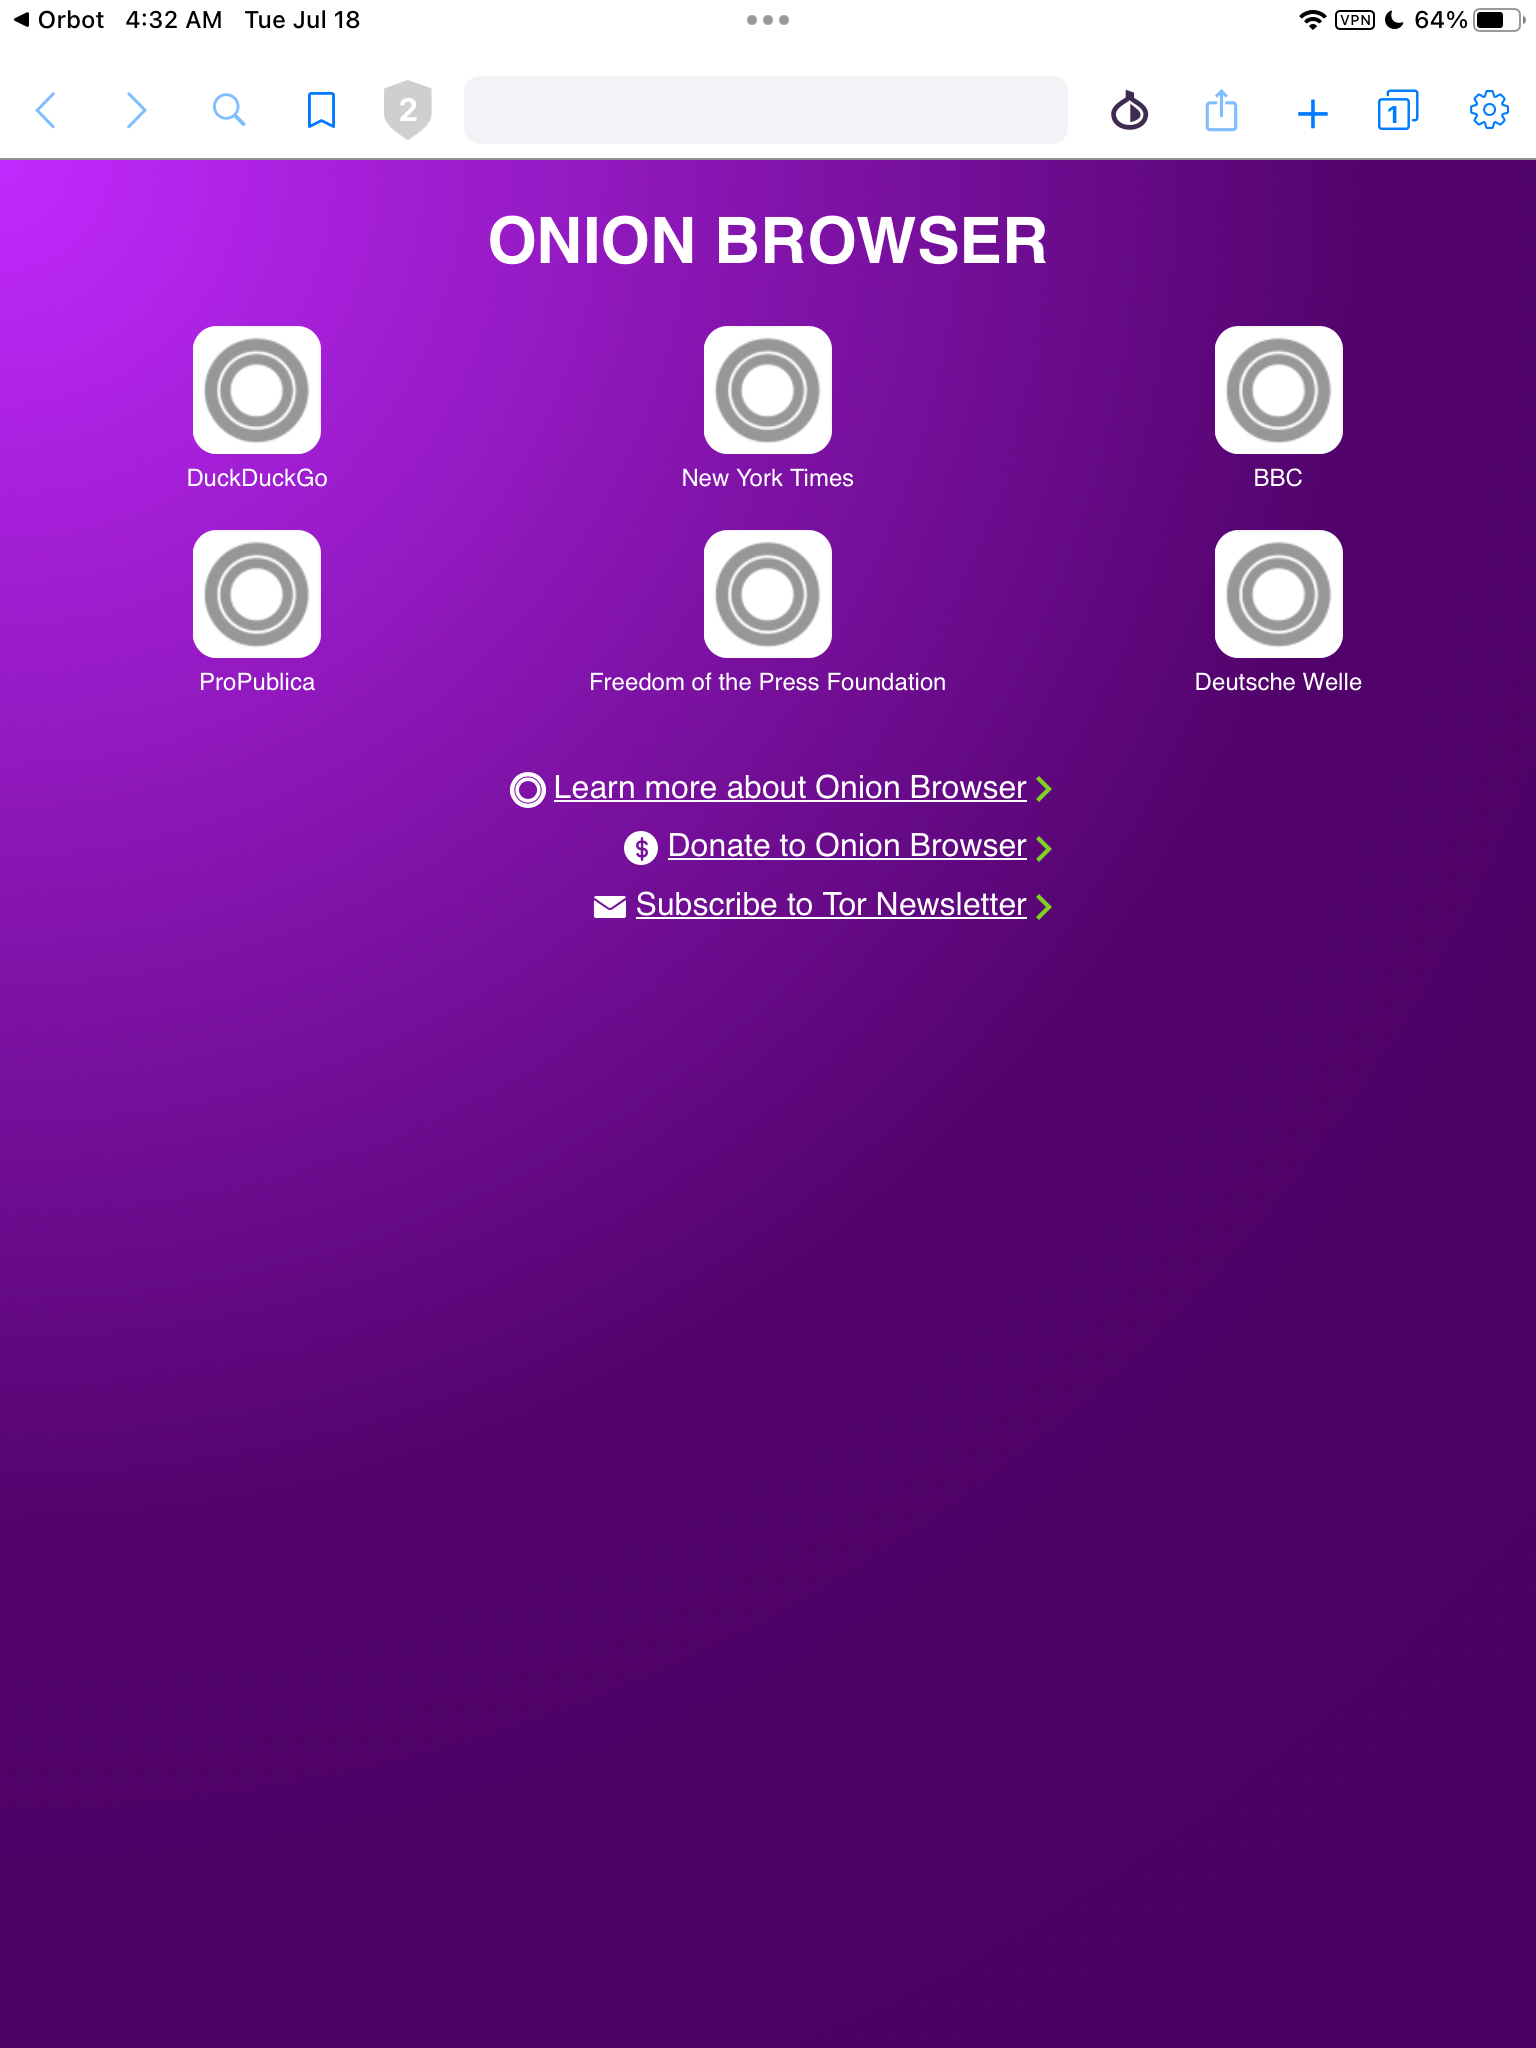 Orbot 4:32 AM Tue Jul 18 VPN 64%
2 1
ONION BROWSER
DuckDuckGo New York Times BBC
ProPublica Freedom of the Press Foundation Deutsche Welle
Learn more about Onion Browser
$ Donate to Onion Browser
Subscribe to Tor Newsletter